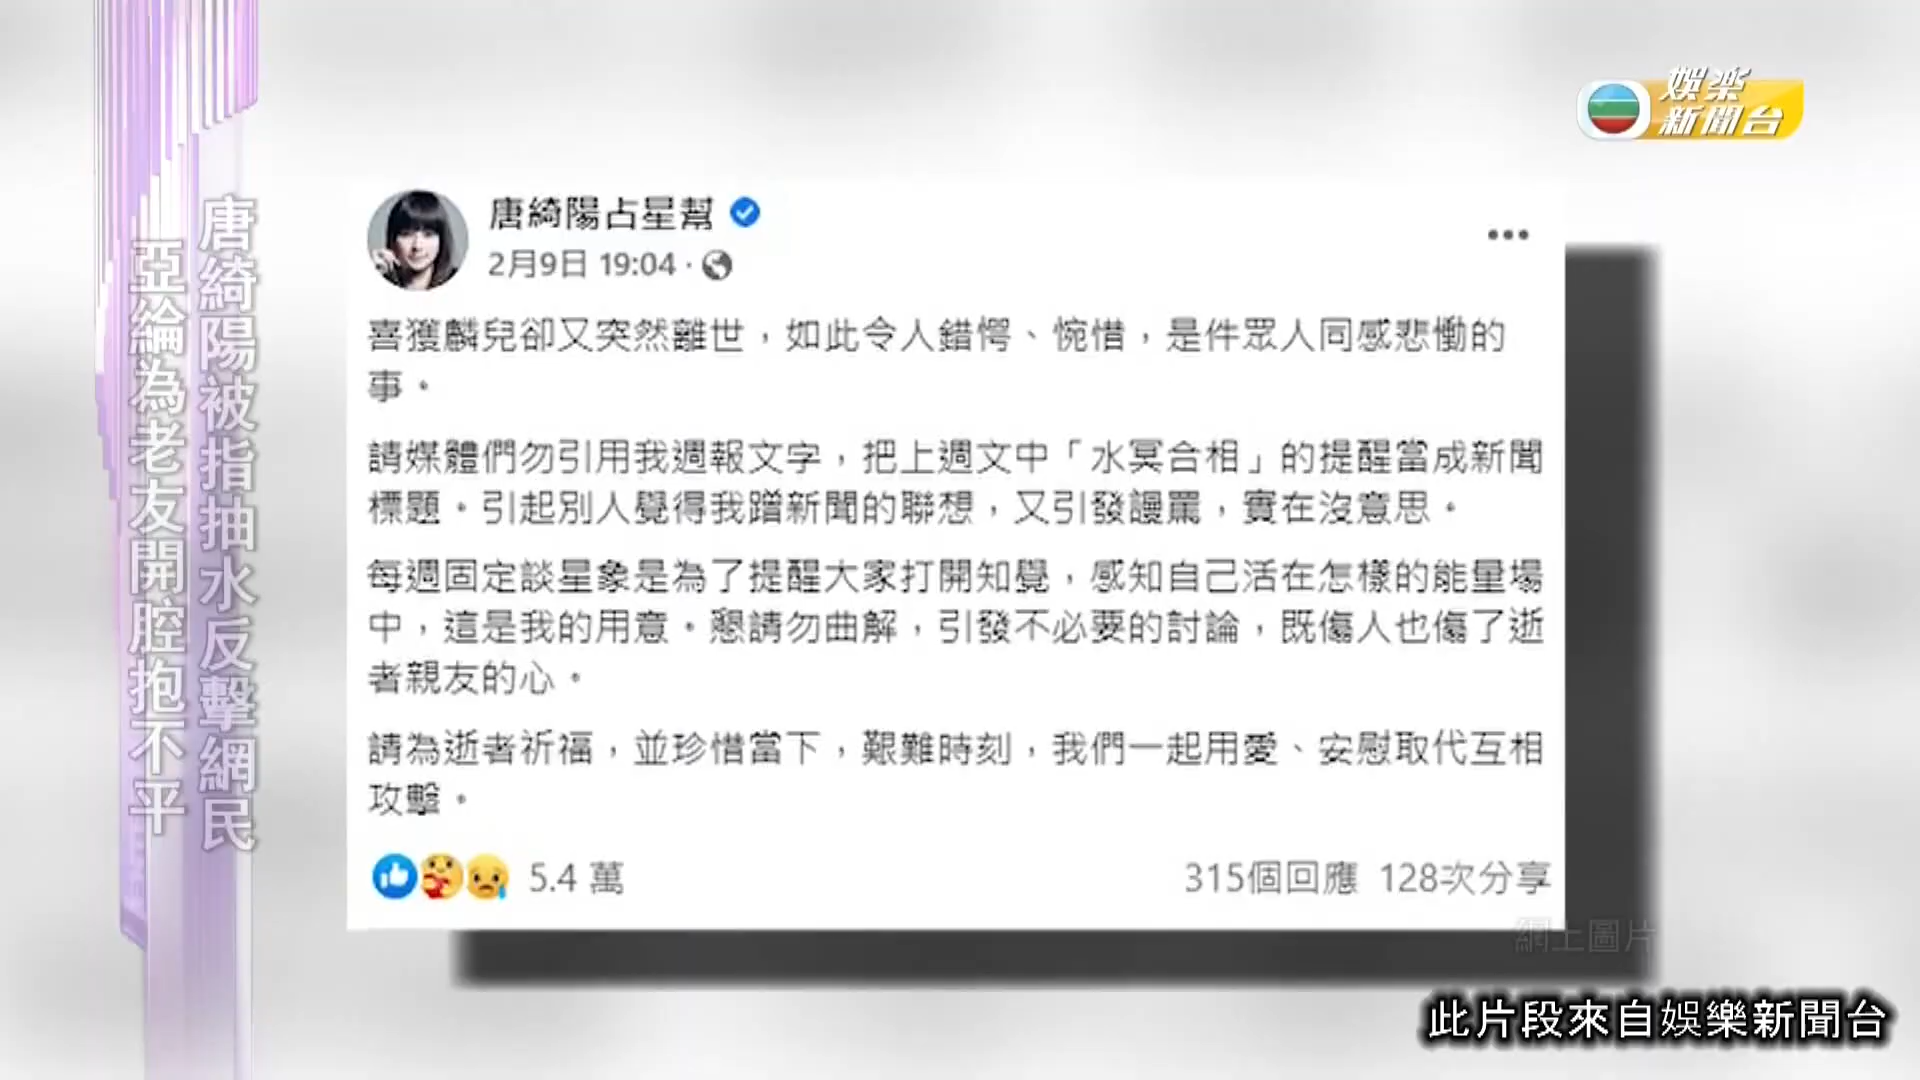 娛樂
新聞台
唐綺陽被指抽水反擊網民
亞綸為老友開腔抱不平
唐綺陽占星幫
2月9日 19:04 ·
喜獲麟兒卻又突然離世，如此令人錯愕、惋惜，是件眾人同感悲慟的
事。
請媒體們勿引用我週報文字，把上週文中「水冥合相」的提醒當成新聞
標題。引起別人覺得我蹭新聞的聯想，又引發謾罵，實在沒意思。
每週固定談星象是為了提醒大家打開知覺，感知自己活在怎樣的能量場
中，這是我的用意。懇請勿曲解，引發不必要的討論，既傷人也傷了逝
者親友的心。
請為逝者祈福，並珍惜當下，艱難時刻，我們一起用愛、安慰取代互相
攻擊。
5.4 萬
315個回應 128次分享
網上圖片
此片段來自娛樂新聞台